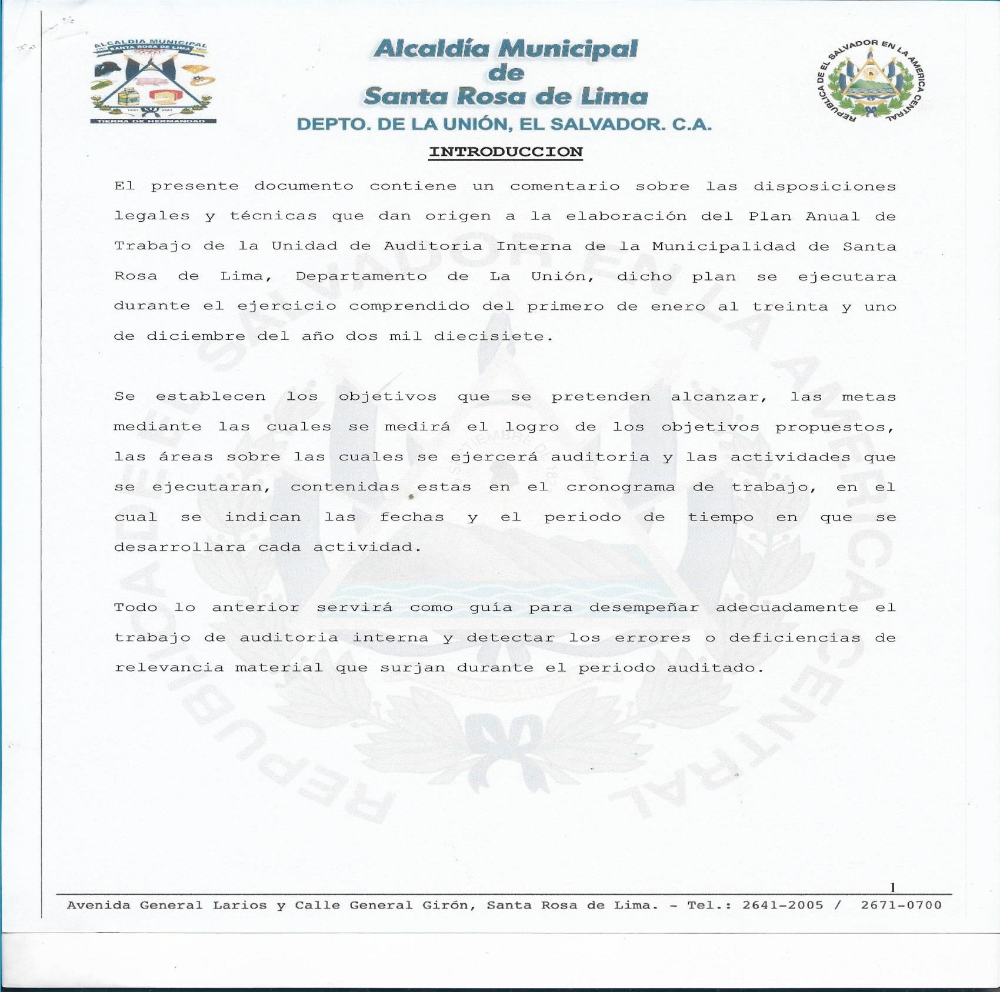 ALCALDIA MUNICIPAL
SANTA ROSA DE LIMA
TIERRA DE HERMANDAD
Alcaldía Municipal
de
Santa Rosa de Lima
DEPTO. DE LA UNIÓN, EL SALVADOR. C.A.
REPUBLICA DE EL SALVADOR EN LA AMERICA CENTRAL
INTRODUCCION
El presente documento contiene un comentario sobre las disposiciones
legales y técnicas que dan origen a la elaboración del Plan Anual de
Trabajo de la Unidad de Auditoria Interna de la Municipalidad de Santa
Rosa de Lima, Departamento de La Unión, dicho plan se ejecutara
durante el ejercicio comprendido del primero de enero al treinta y uno
de diciembre del año dos mil diecisiete.
Se establecen los objetivos que se pretenden alcanzar, las metas
mediante las cuales se medirá el logro de los objetivos propuestos,
las áreas sobre las cuales se ejercerá auditoria y las actividades que
se ejecutaran, contenidas estas en el cronograma de trabajo, en el
cual se indican las fechas y el periodo de tiempo en que se
desarrollara cada actividad.
Todo lo anterior servirá como guía para desempeñar adecuadamente el
trabajo de auditoria interna y detectar los errores o deficiencias de
relevancia material que surjan durante el periodo auditado.
REPUBLICA DE EL SALVADOR EN LA AMERICA CENTRAL
1
Avenida General Larios y Calle General Girón, Santa Rosa de Lima. - Tel.: 2641-2005 / 2671-0700